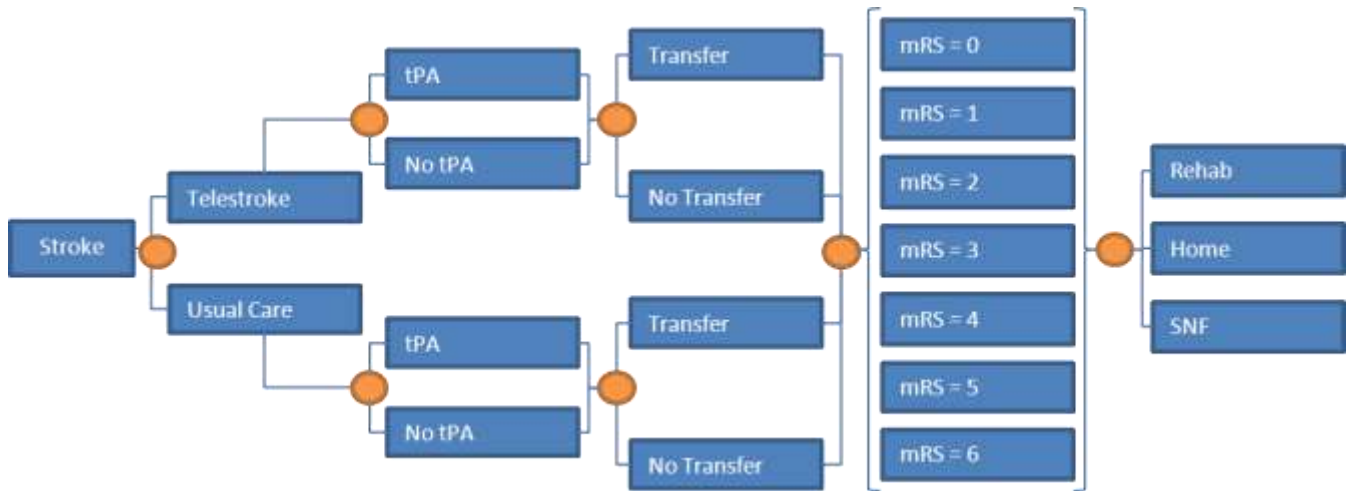 Stroke
Telestroke
Usual Care
tPA
No tPA
tPA
No tPA
Transfer
No Transfer
Transfer
No Transfer
mRS = 0
mRS = 1
mRS = 2
mRS = 3
mRS = 4
mRS = 5
mRS = 6
Rehab
Home
SNF